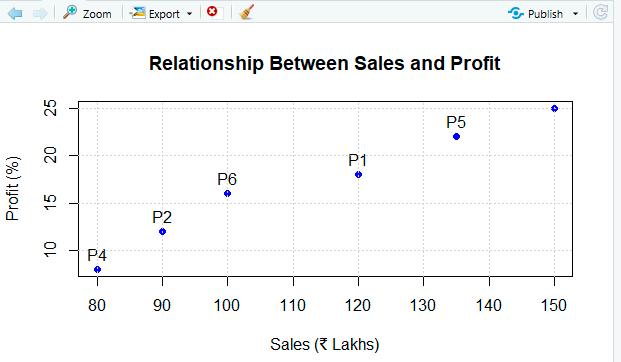 Zoom Export Publish
Relationship Between Sales and Profit
25
20
15
10
Profit (%)
P5
P1
P6
P2
P4
80 90 100 110 120 130 140 150
Sales (₹ Lakhs)